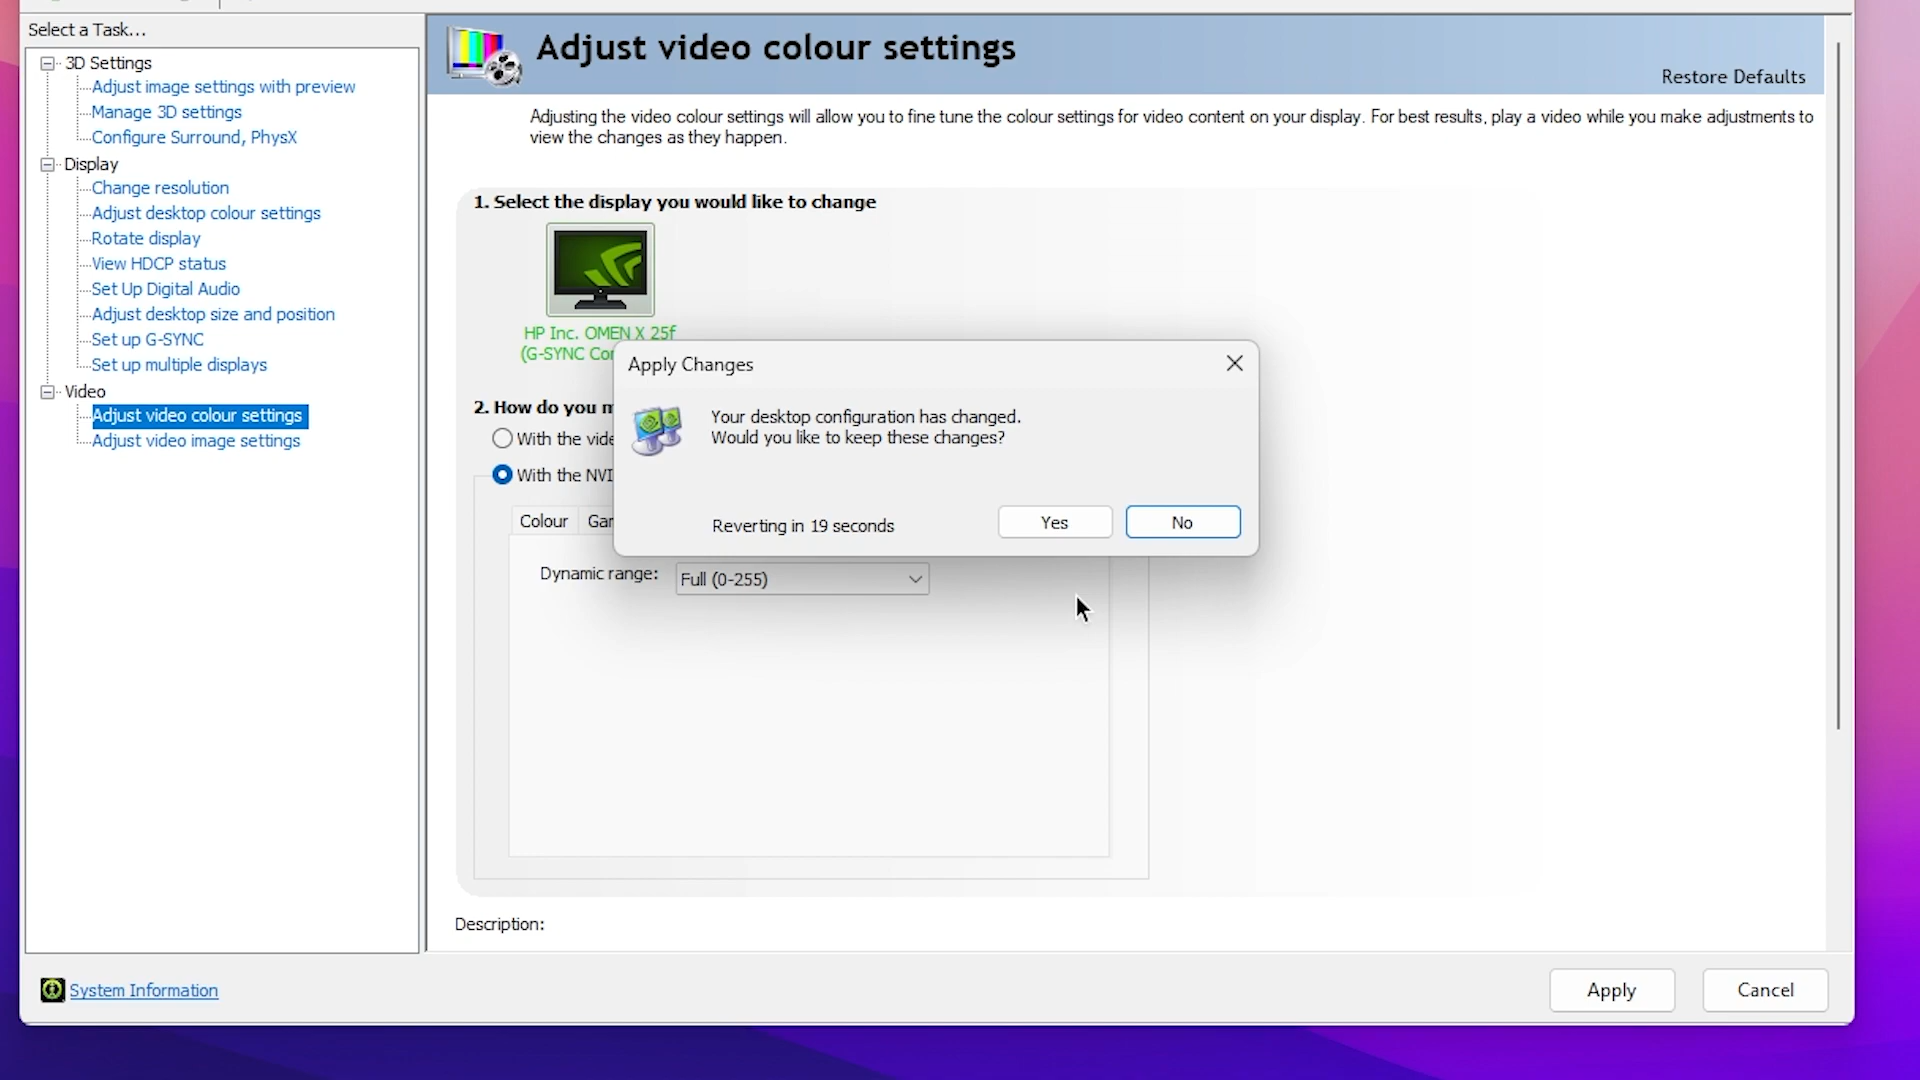 Select a Task...
3D Settings
Adjust image settings with preview
Manage 3D settings
Configure Surround, PhysX
Display
Change resolution
Adjust desktop colour settings
Rotate display
View HDCP status
Set Up Digital Audio
Adjust desktop size and position
Set up G-SYNC
Set up multiple displays
Video
Adjust video colour settings
Adjust video image settings
System Information
Adjust video colour settings
Restore Defaults
Adjusting the video colour settings will allow you to fine tune the colour settings for video content on your display. For best results, play a video while you make adjustments to
view the changes as they happen.
1. Select the display you would like to change
HP Inc. OMEN X 25f
(G-SYNC
2. How do you
With the
With the
Colour
Dynamic range:
Full (0-255)
Apply Changes
Your desktop configuration has changed.
Would you like to keep these changes?
Reverting in 19 seconds
Yes
No
Description:
Apply
Cancel